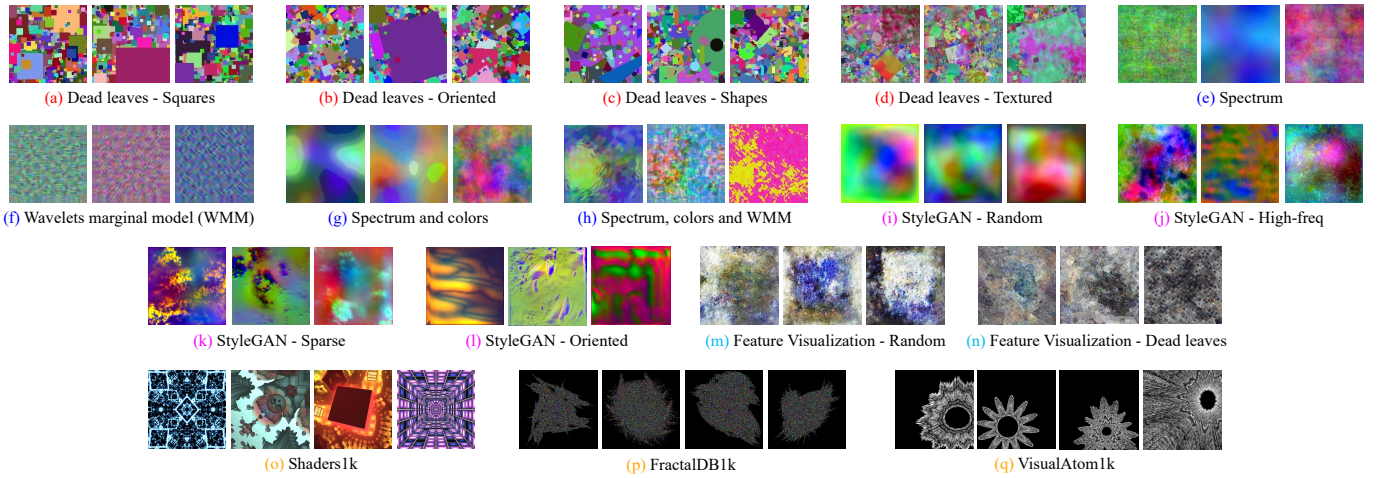 (a) Dead leaves - Squares
(b) Dead leaves - Oriented
(c) Dead leaves - Shapes
(d) Dead leaves - Textured
(e) Spectrum
(f) Wavelets marginal model (WMM)
(g) Spectrum and colors
(h) Spectrum, colors and WMM
(i) StyleGAN - Random
(j) StyleGAN - High-freq
(k) StyleGAN - Sparse
(l) StyleGAN - Oriented
(m) Feature Visualization - Random
(n) Feature Visualization - Dead leaves
(o) Shaders1k
(p) FractalDB1k
(q) VisualAtom1k